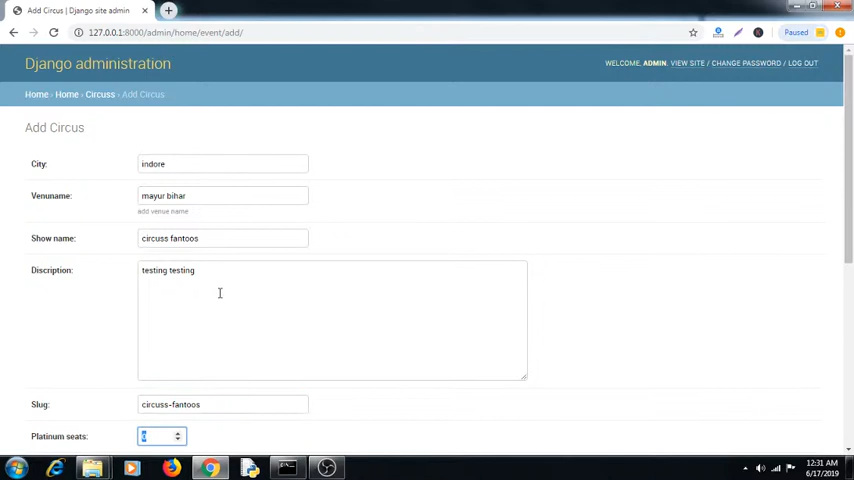 Add Circus | Django site admin
127.0.0.1:8000/admin/home/event/add/
Paused
Django administration
WELCOME, ADMIN. VIEW SITE / CHANGE PASSWORD / LOG OUT
Home › Home › Circuss › Add Circus
Add Circus
City: indore
Venuname: mayur bihar
add venue name
Show name: circuss fantoos
Discription: testing testing
Slug: circuss-fantoos
Platinum seats: 0
12:31 AM
6/17/2019